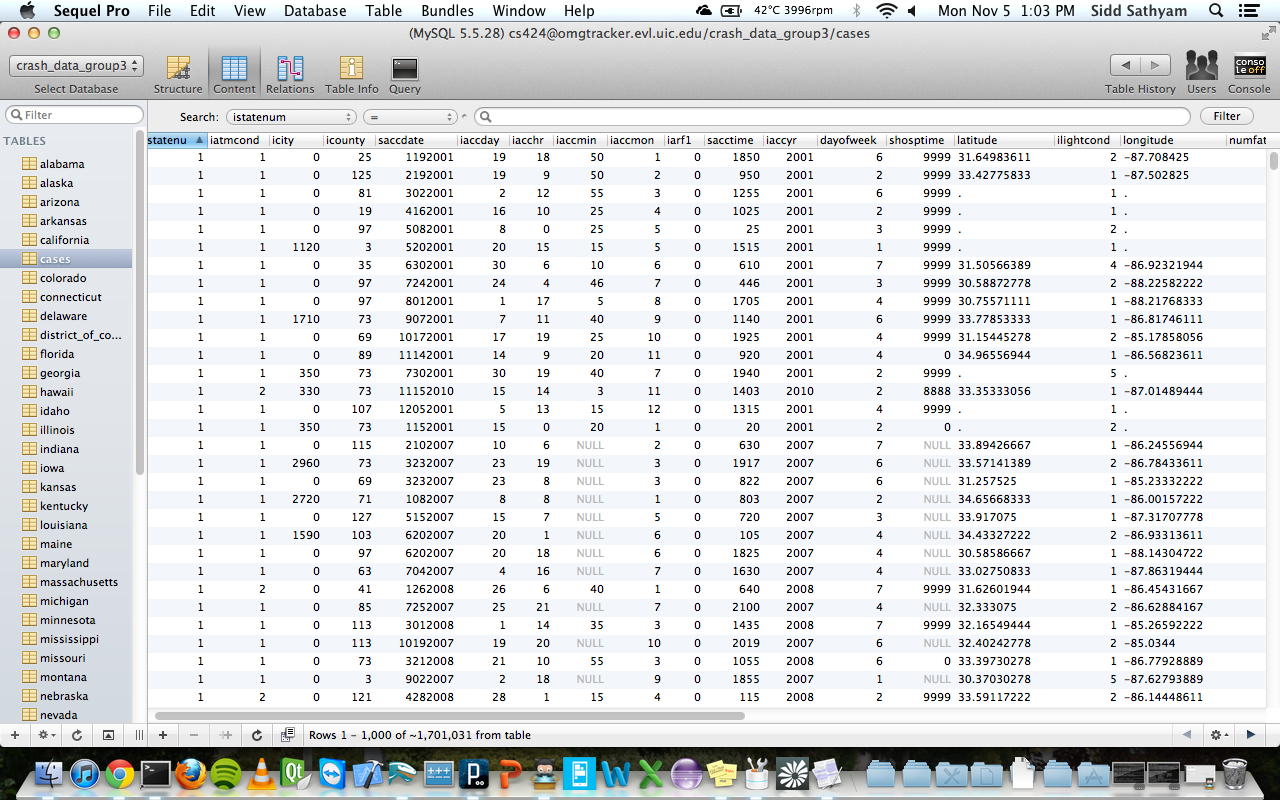 Sequel Pro File Edit View Database Table Bundles Window Help 42°C 3996rpm Mon Nov 5 1:03 PM Sidd Sathyam
(MySQL 5.5.28) cs424@omgtracker.evl.uic.edu/crash_data_group3/cases
crash_data_group3 conso le off
Select Database Structure Content Relations Table Info Query Table History Users Console
Filter Search: istatenum = Filter
TABLES istatenu iatmcond icity icounty saccdate iaccday iacchr iaccmin iaccmon iarf1 sacctime iaccyr dayofweek shosptime latitude ilightcond longitude numfat
alabama
alaska
arizona
arkansas
california
cases
colorado
connecticut
delaware
district_of_co...
florida
georgia
hawaii
idaho
illinois
indiana
iowa
kansas
kentucky
louisiana
maine
maryland
massachusetts
michigan
minnesota
mississippi
missouri
montana
nebraska
nevada
1 1 0 25 1192001 19 18 50 1 0 1850 2001 6 9999 31.64983611 2 -87.708425
1 1 0 125 2192001 19 9 50 2 0 950 2001 2 9999 33.42775833 1 -87.502825
1 1 0 81 3022001 2 12 55 3 0 1255 2001 6 9999 . 1 .
1 1 0 19 4162001 16 10 25 4 0 1025 2001 2 9999 . 1 .
1 1 0 97 5082001 8 0 25 5 0 25 2001 3 9999 . 2 .
1 1 1120 3 5202001 20 15 15 5 0 1515 2001 1 9999 . 1 .
1 1 0 35 6302001 30 6 10 6 0 610 2001 7 9999 31.50566389 4 -86.92321944
1 1 0 97 7242001 24 4 46 7 0 446 2001 3 9999 30.58872778 2 -88.22582222
1 1 0 97 8012001 1 17 5 8 0 1705 2001 4 9999 30.75571111 1 -88.21768333
1 1 1710 73 9072001 7 11 40 9 0 1140 2001 6 9999 33.77853333 1 -86.81746111
1 1 0 69 10172001 17 19 25 10 0 1925 2001 4 9999 31.15445278 2 -85.17858056
1 1 0 89 11142001 14 9 20 11 0 920 2001 4 0 34.96556944 1 -86.56823611
1 1 350 73 7302001 30 19 40 7 0 1940 2001 2 9999 . 5 .
1 2 330 73 11152010 15 14 3 11 0 1403 2010 2 8888 33.35333056 1 -87.01489444
1 1 0 107 12052001 5 13 15 12 0 1315 2001 4 9999 . 1 .
1 1 350 73 1152001 15 0 20 1 0 20 2001 2 0 . 2 .
1 1 0 115 2102007 10 6 NULL 2 0 630 2007 7 NULL 33.89426667 1 -86.24556944
1 1 2960 73 3232007 23 19 NULL 3 0 1917 2007 6 NULL 33.57141389 2 -86.78433611
1 1 0 69 3232007 23 8 NULL 3 0 822 2007 6 NULL 31.257525 1 -85.23332222
1 1 2720 71 1082007 8 8 NULL 1 0 803 2007 2 NULL 34.65668333 1 -86.00157222
1 1 0 127 5152007 15 7 NULL 5 0 720 2007 3 NULL 33.917075 1 -87.31707778
1 1 1590 103 6202007 20 1 NULL 6 0 105 2007 4 NULL 34.43327222 2 -86.93313611
1 1 0 97 6202007 20 18 NULL 6 0 1825 2007 4 NULL 30.58586667 1 -88.14304722
1 1 0 63 7042007 4 16 NULL 7 0 1630 2007 4 NULL 33.02750833 1 -87.86319444
1 2 0 41 1262008 26 6 40 1 0 640 2008 7 9999 31.62601944 1 -86.45431667
1 1 0 85 7252007 25 21 NULL 7 0 2100 2007 4 NULL 32.333075 2 -86.62884167
1 1 0 113 3012008 1 14 35 3 0 1435 2008 7 9999 32.16549444 1 -85.26592222
1 1 0 113 10192007 19 20 NULL 10 0 2019 2007 6 NULL 32.40242778 2 -85.0344
1 1 0 73 3212008 21 10 55 3 0 1055 2008 6 0 33.39730278 1 -86.77928889
1 1 0 3 9022007 2 18 NULL 9 0 1855 2007 1 NULL 30.37030278 5 -87.62793889
1 2 0 121 4282008 28 1 15 4 0 115 2008 2 9999 33.59117222 2 -86.14448611
Rows 1 - 1,000 of ~1,701,031 from table